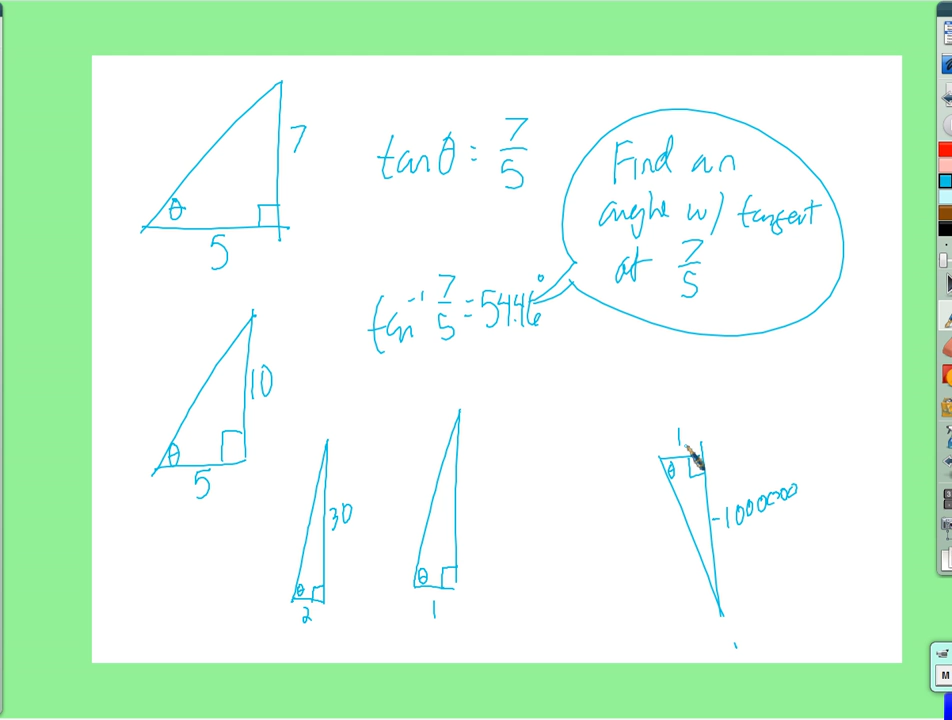 7
θ
5
tanθ = 7/5
Find an
angle w/ tangent
at 7/5
tan⁻¹ 7/5 = 54.46°
10
θ
5
30
θ
2
θ
1
1
θ
-1000000
M